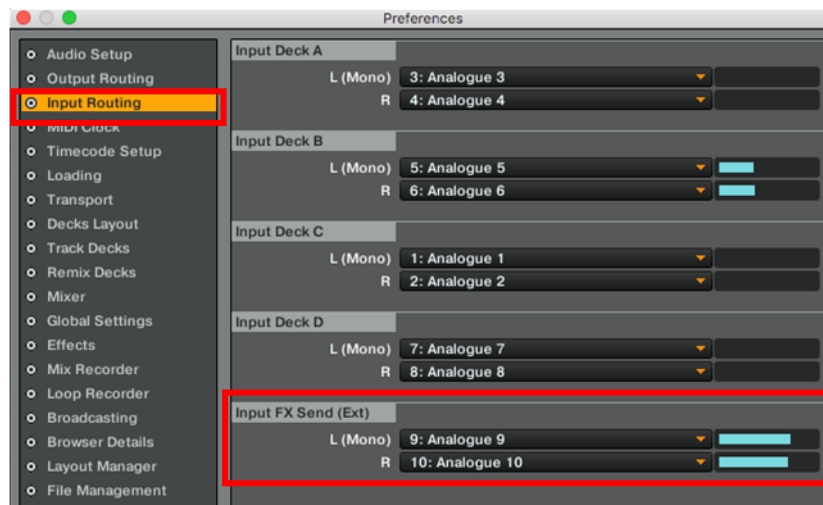 Preferences
Audio Setup
Output Routing
Input Routing
MIDI Clock
Timecode Setup
Loading
Transport
Decks Layout
Track Decks
Remix Decks
Mixer
Global Settings
Effects
Mix Recorder
Loop Recorder
Broadcasting
Browser Details
Layout Manager
File Management
Input Deck A
L (Mono) 3: Analogue 3
R 4: Analogue 4
Input Deck B
L (Mono) 5: Analogue 5
R 6: Analogue 6
Input Deck C
L (Mono) 1: Analogue 1
R 2: Analogue 2
Input Deck D
L (Mono) 7: Analogue 7
R 8: Analogue 8
Input FX Send (Ext)
L (Mono) 9: Analogue 9
R 10: Analogue 10